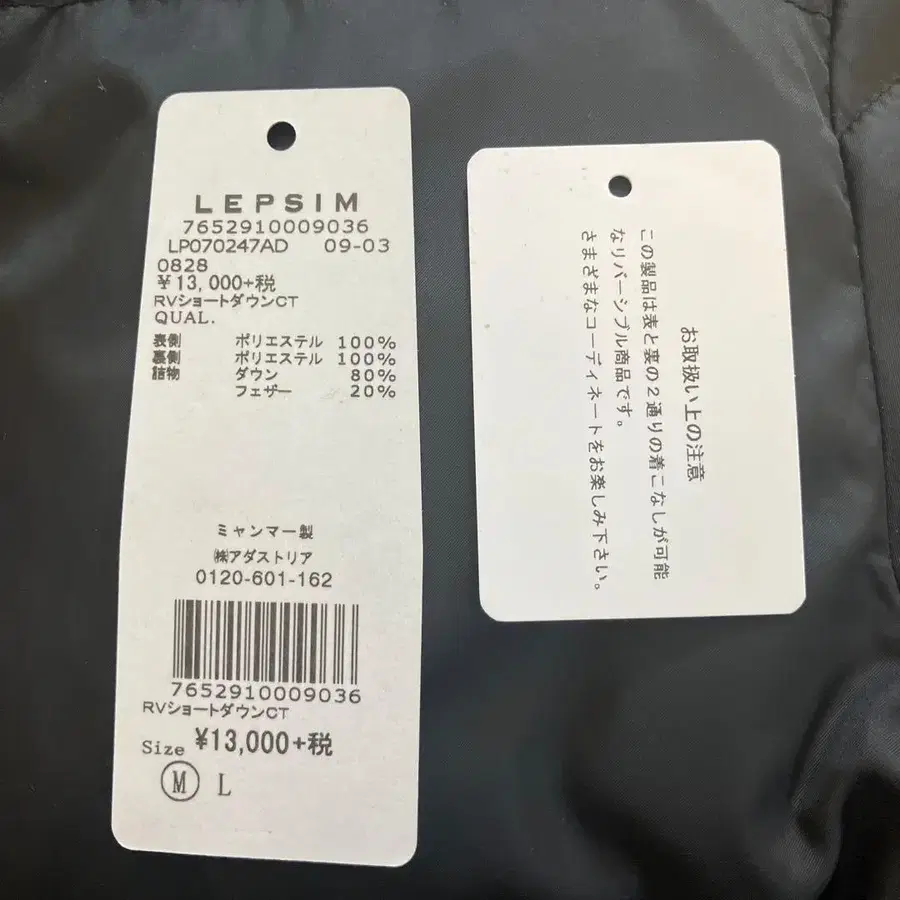 LEPSIM
7652910009036
LP070247AD 09-03
0828
¥13,000+税
RVショートダウンCT
QUAL.
表側 ポリエステル 100%
裏側 ポリエステル 100%
詰物 ダウン 80%
フェザー 20%
ミャンマー製
㈱アダストリア
0120-601-162
7652910009036
RVショートダウンCT
Size ¥13,000+税
M L
お取扱い上の注意
この製品は表と裏の2通りの着こなしが可能
なリバーシブル商品です。
さまざまなコーディネートをお楽しみ下さい。